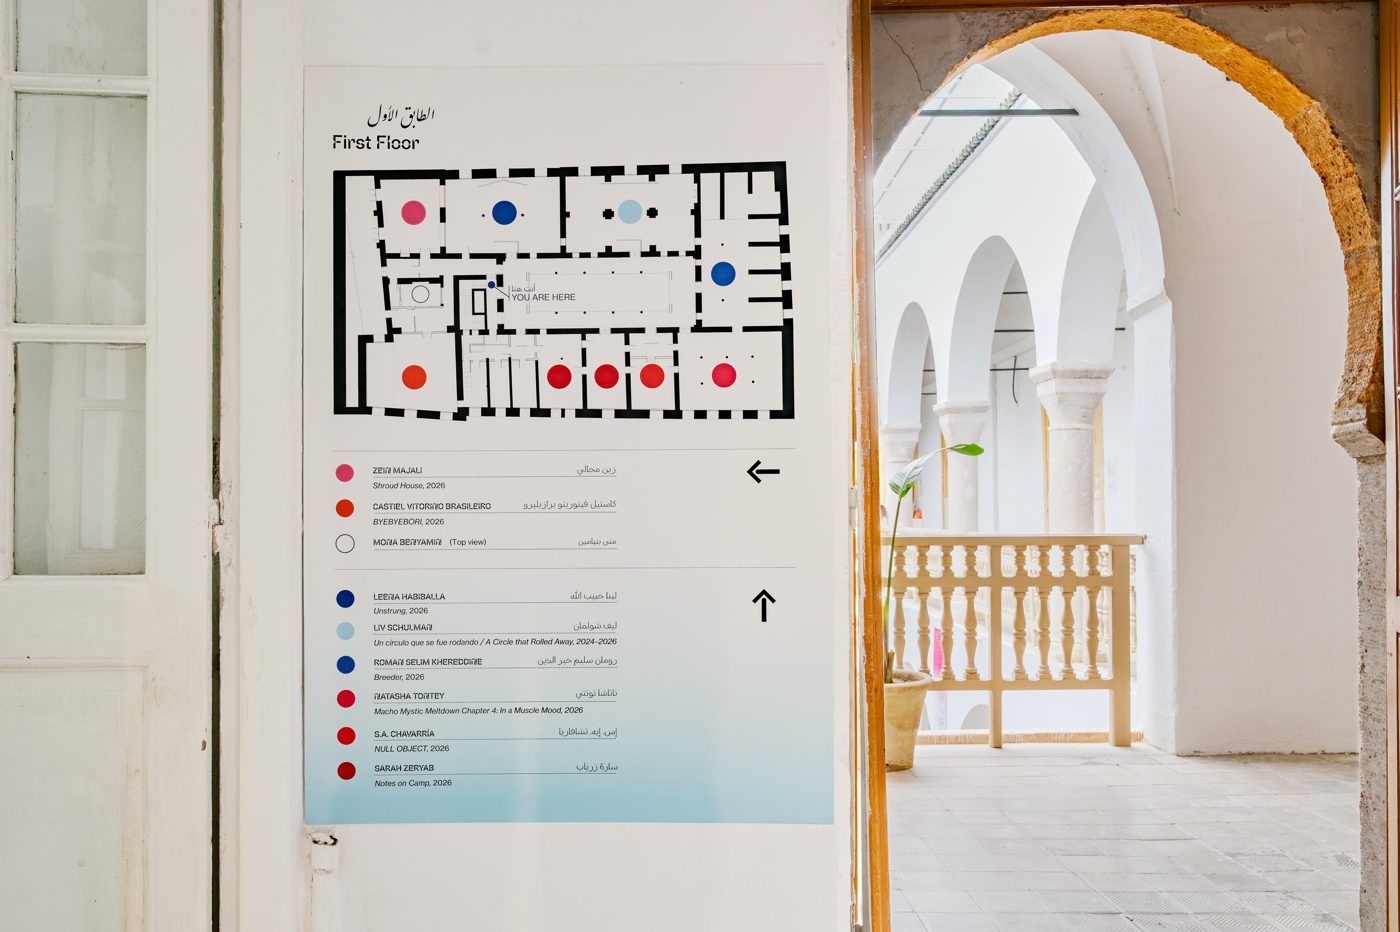 الطابق الأول
First Floor
أنت هنا
YOU ARE HERE
ZEIN MAJALI زين مجالي
Shroud House, 2026
CASTIEL VITORINO BRASILEIRO كاستيل فيتورينو برازيليرو
BYEBYEBORI, 2026
MONA BENYAMIN (Top view) منى بنيامين
LEENA HABIBALLA لينا حبيب الله
Unstrung, 2026
LIV SCHULMAN ليف شولمان
Un círculo que se fue rodando / A Circle that Rolled Away, 2024–2026
ROMAN SELIM KHEREDDINE رومان سليم خير الدين
Breeder, 2026
NATASHA TONTEY ناتاشا تونتي
Macho Mystic Meltdown Chapter 4: In a Muscle Mood, 2026
S.A. CHAVARRÍA إس. إيه. تشافاريا
NULL OBJECT, 2026
SARAH ZERYAB سارة زرياب
Notes on Camp, 2026